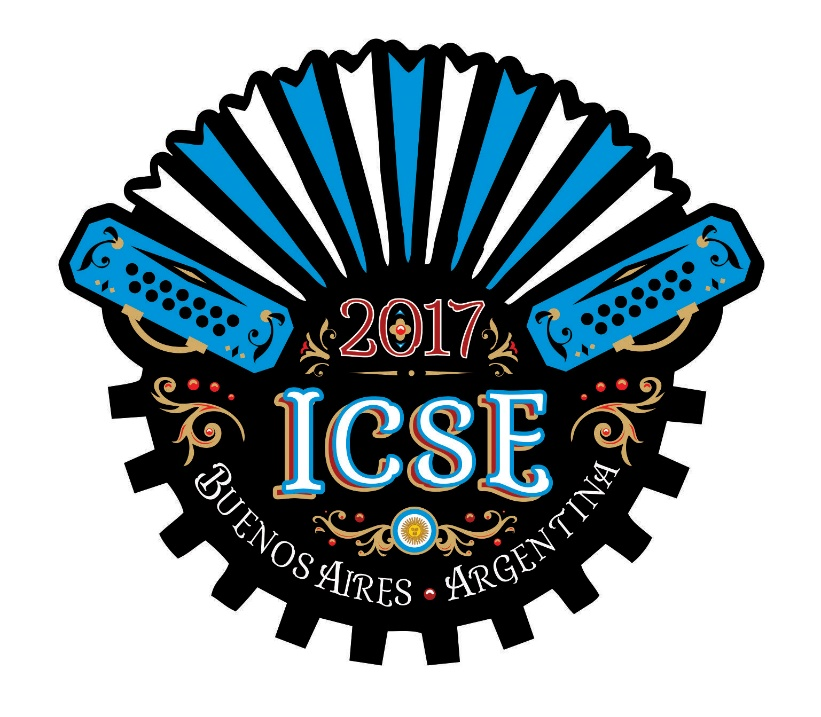 2017
ICSE
BUENOS AIRES • ARGENTINA